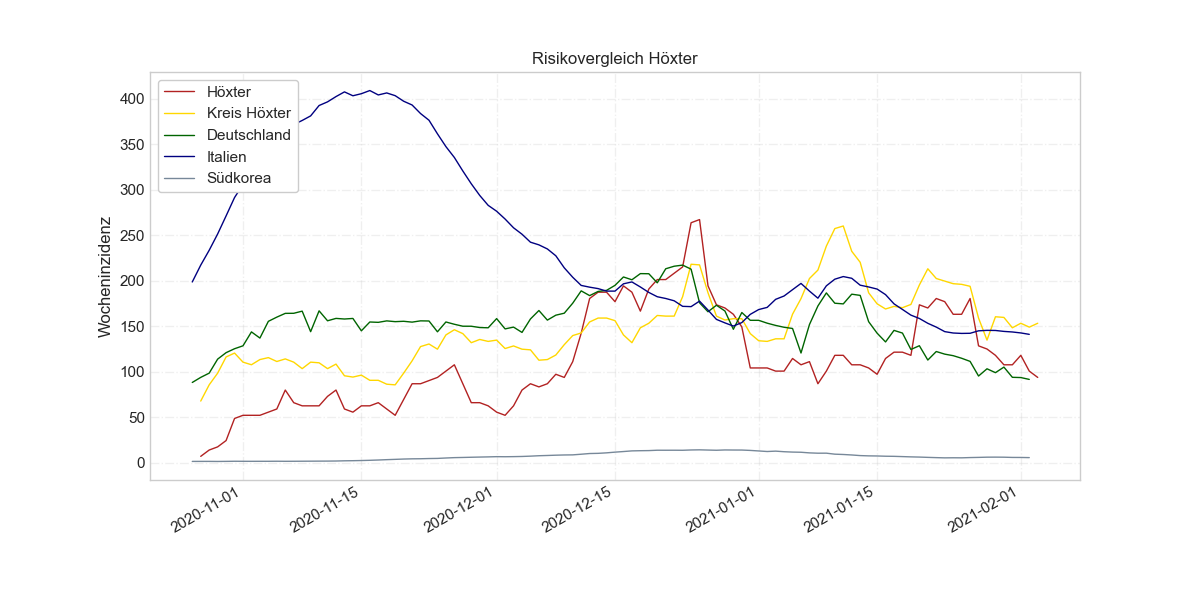 Risikovergleich Höxter
Höxter
Kreis Höxter
Deutschland
Italien
Südkorea
Wocheninzidenz
400
350
300
250
200
150
100
50
0
2020-11-01
2020-11-15
2020-12-01
2020-12-15
2021-01-01
2021-01-15
2021-02-01